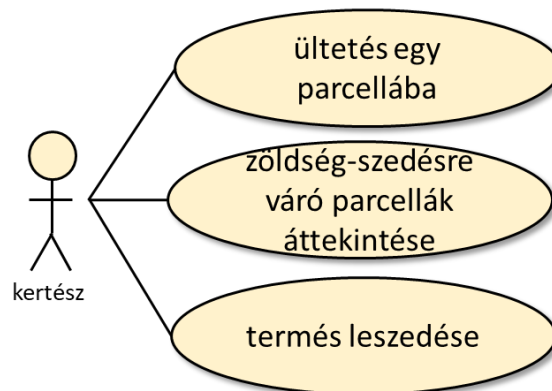 ültetés egy
parcellába
zöldség-szedésre
váró parcellák
áttekintése
kertész
termés leszedése